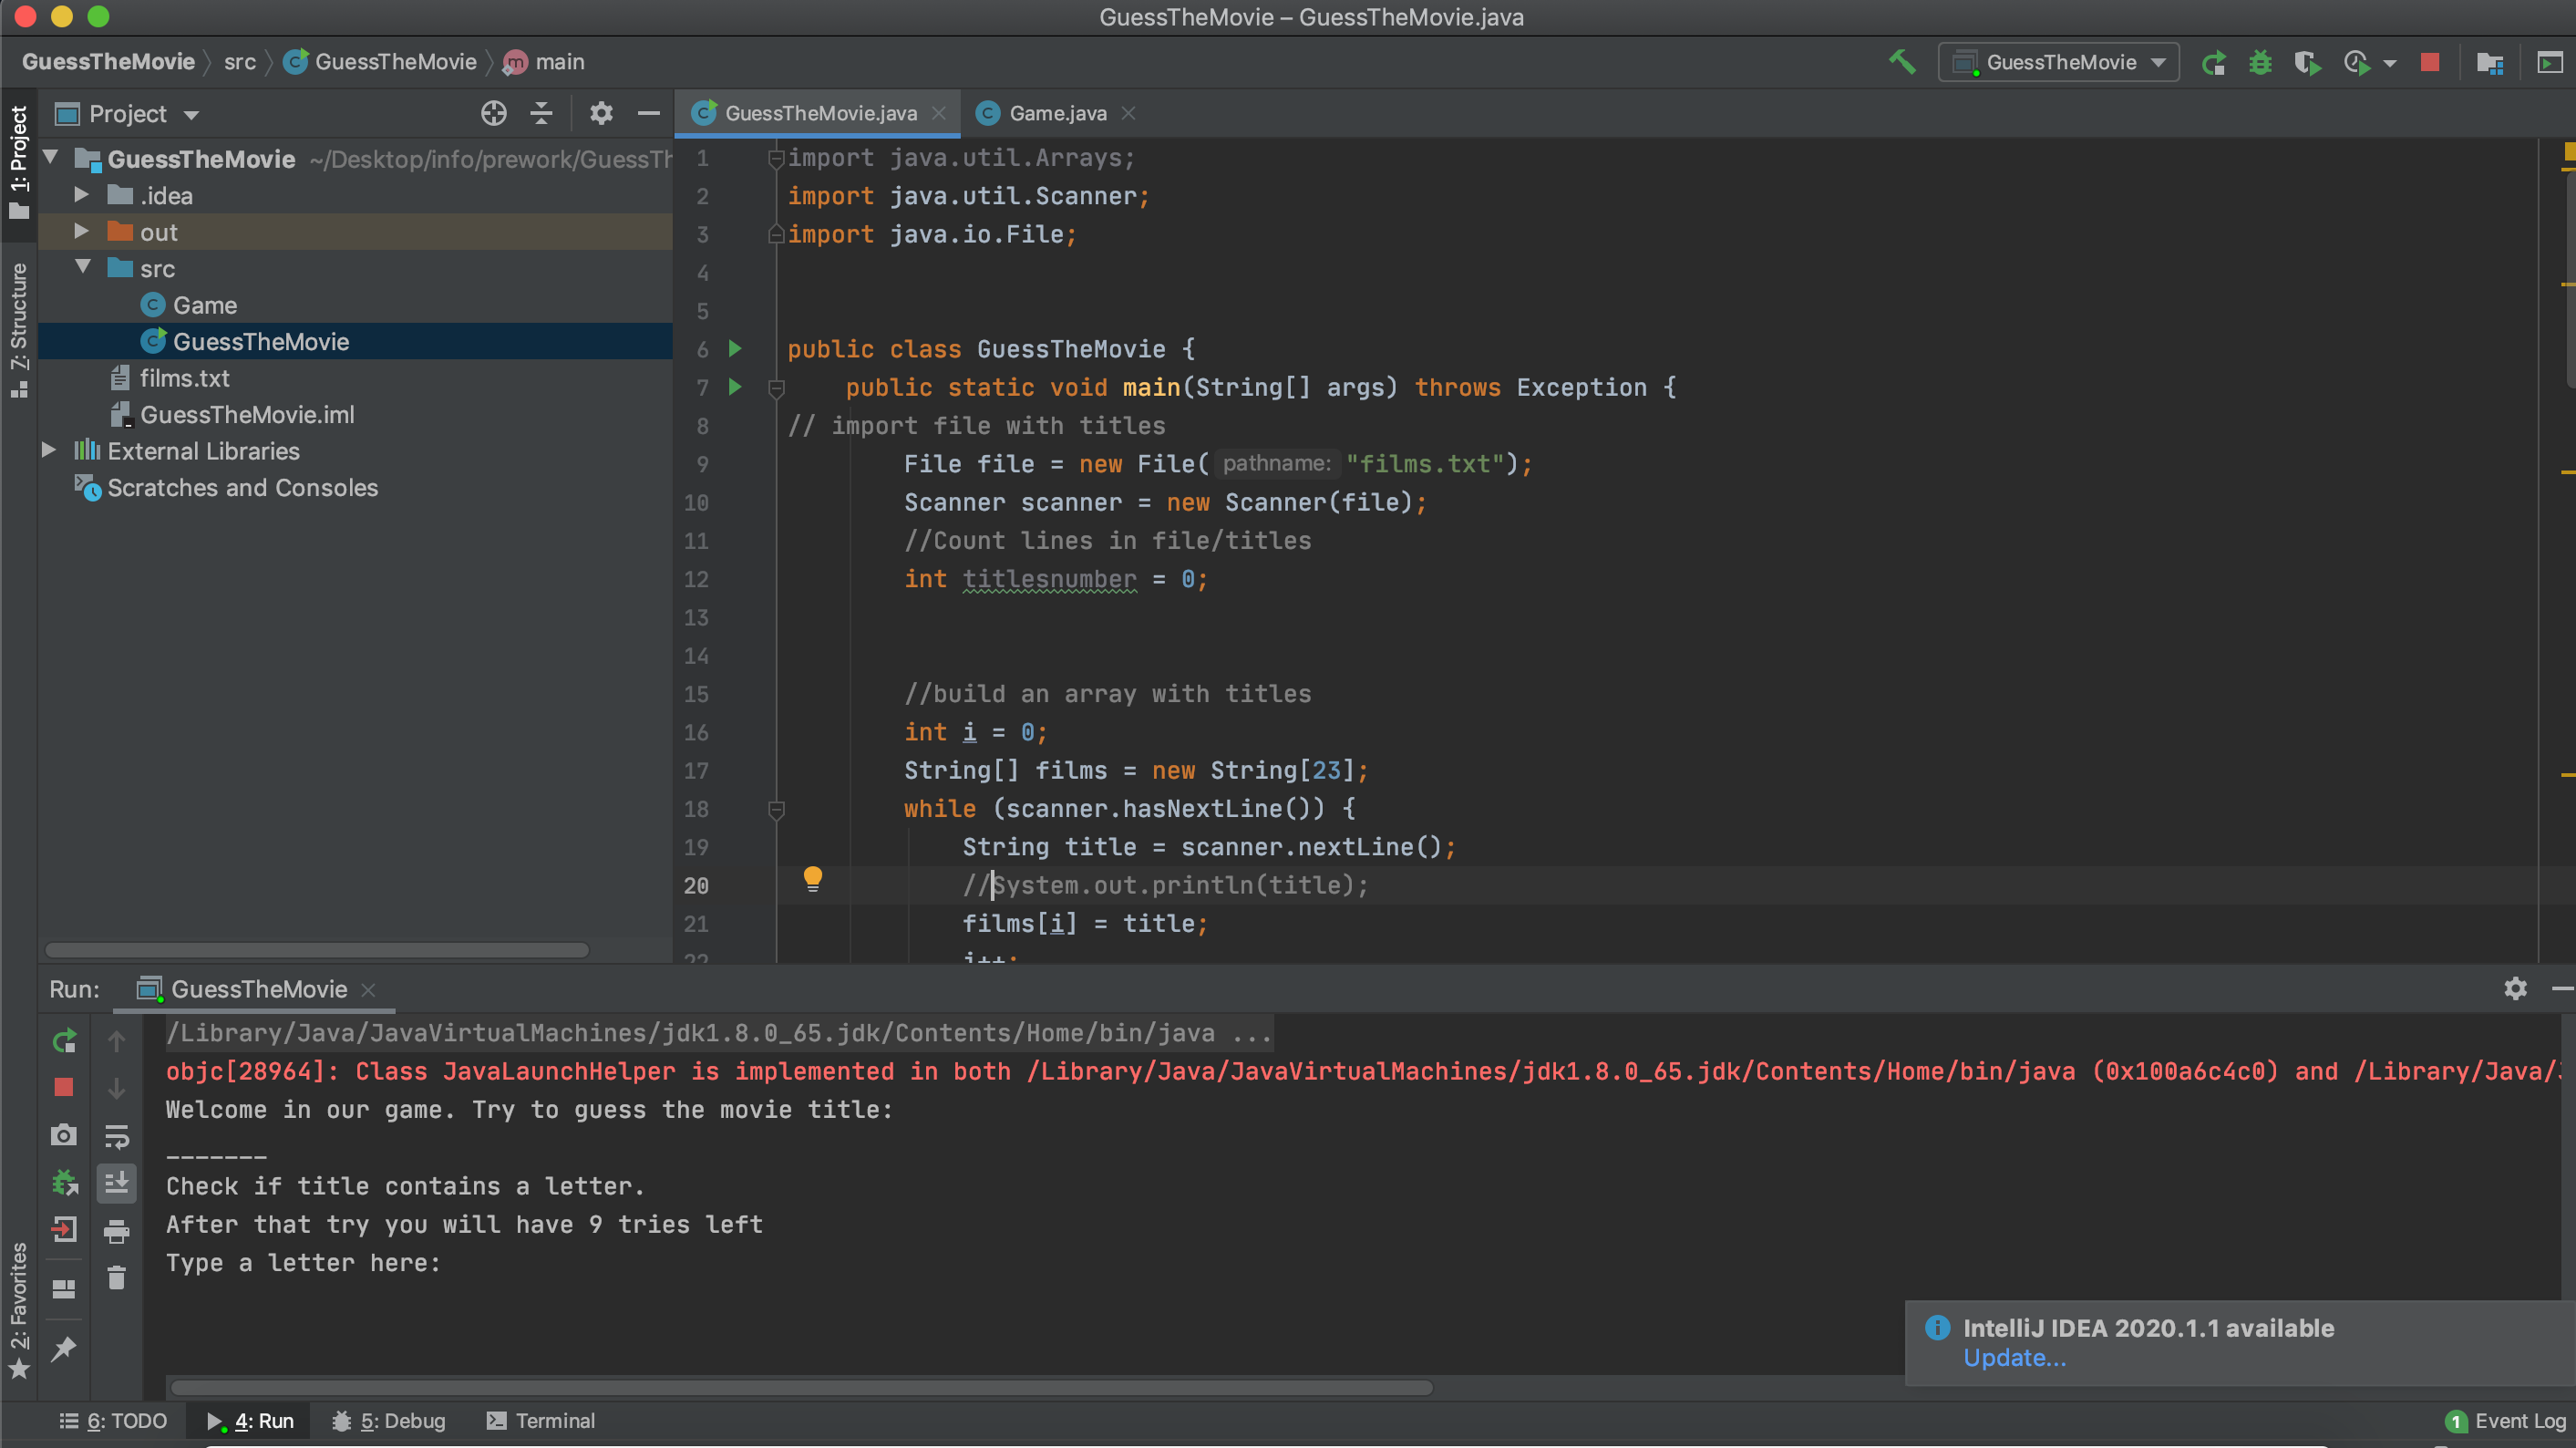 GuessTheMovie – GuessTheMovie.java
GuessTheMovie src GuessTheMovie main
GuessTheMovie
1: Project
Z: Structure
2: Favorites
Project
GuessTheMovie ~/Desktop/info/prework/GuessTh
.idea
out
src
Game
GuessTheMovie
films.txt
GuessTheMovie.iml
External Libraries
Scratches and Consoles
GuessTheMovie.java Game.java
1 import java.util.Arrays;
2 import java.util.Scanner;
3 import java.io.File;
4
5
6 public class GuessTheMovie {
7 public static void main(String[] args) throws Exception {
8 // import file with titles
9 File file = new File( pathname: "films.txt");
10 Scanner scanner = new Scanner(file);
11 //Count lines in file/titles
12 int titlesnumber = 0;
13
14
15 //build an array with titles
16 int i = 0;
17 String[] films = new String[23];
18 while (scanner.hasNextLine()) {
19 String title = scanner.nextLine();
20 //System.out.println(title);
21 films[i] = title;
22 i++;
Run: GuessTheMovie
/Library/Java/JavaVirtualMachines/jdk1.8.0_65.jdk/Contents/Home/bin/java ...
objc[28964]: Class JavaLaunchHelper is implemented in both /Library/Java/JavaVirtualMachines/jdk1.8.0_65.jdk/Contents/Home/bin/java (0x100a6c4c0) and /Library/Java/
Welcome in our game. Try to guess the movie title:
_______
Check if title contains a letter.
After that try you will have 9 tries left
Type a letter here:
IntelliJ IDEA 2020.1.1 available
Update...
6: TODO 4: Run 5: Debug Terminal
1 Event Log